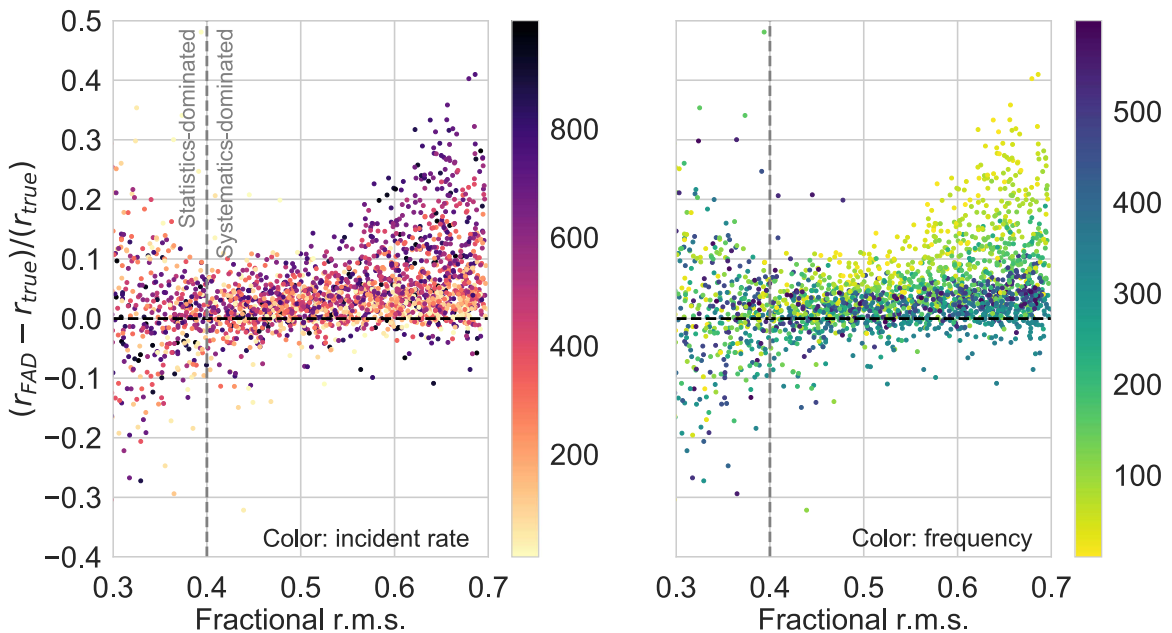 0.5
0.4
0.3
0.2
0.1
0.0
−0.1
−0.2
−0.3
−0.4
(r_FAD − r_true)/(r_true)
Statistics-dominated
Systematics-dominated
Color: incident rate
0.3 0.4 0.5 0.6 0.7
Fractional r.m.s.
800
600
400
200
Color: frequency
0.3 0.4 0.5 0.6 0.7
Fractional r.m.s.
500
400
300
200
100